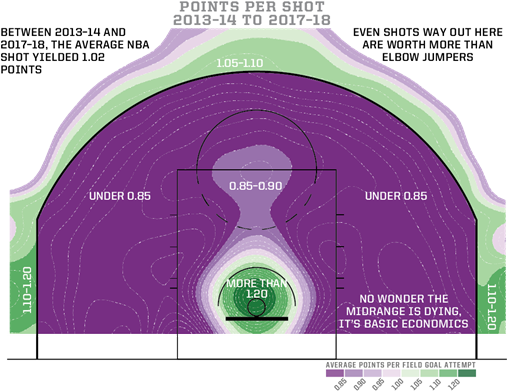 POINTS PER SHOT
2013-14 TO 2017-18
BETWEEN 2013-14 AND
2017-18, THE AVERAGE NBA
SHOT YIELDED 1.02
POINTS
EVEN SHOTS WAY OUT HERE
ARE WORTH MORE THAN
ELBOW JUMPERS
1.05-1.10
UNDER 0.85
0.85-0.90
UNDER 0.85
1.10-1.20
MORE THAN
1.20
1.10-1.20
NO WONDER THE
MIDRANGE IS DYING,
IT'S BASIC ECONOMICS
AVERAGE POINTS PER FIELD GOAL ATTEMPT
0.85 0.90 0.95 1.00 1.05 1.10 1.20